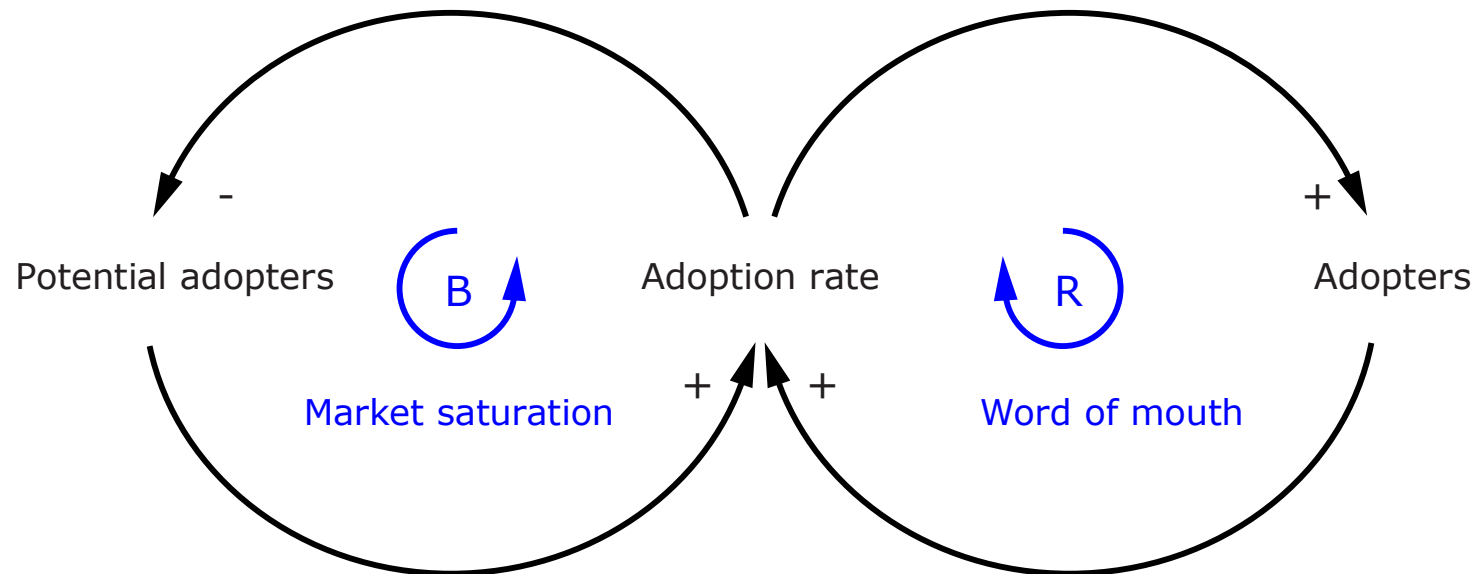 -
+
Potential adopters
B
Adoption rate
R
Adopters
+
+
Market saturation
Word of mouth